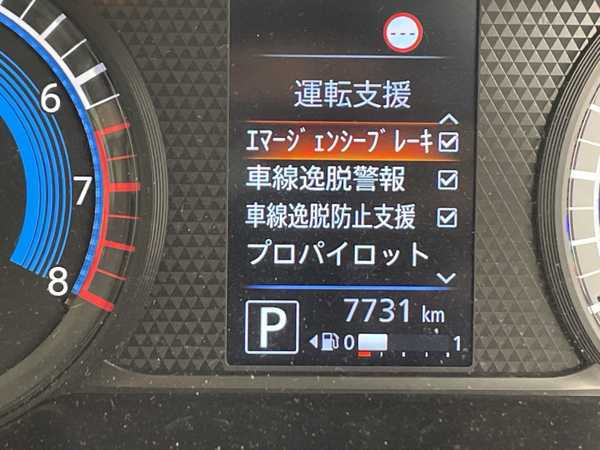 ---
運転支援
ｴﾏｰｼﾞｪﾝｼｰﾌﾞﾚｰｷ
車線逸脱警報
車線逸脱防止支援
プロパイロット
6
7
8
P
7731 km
0 1